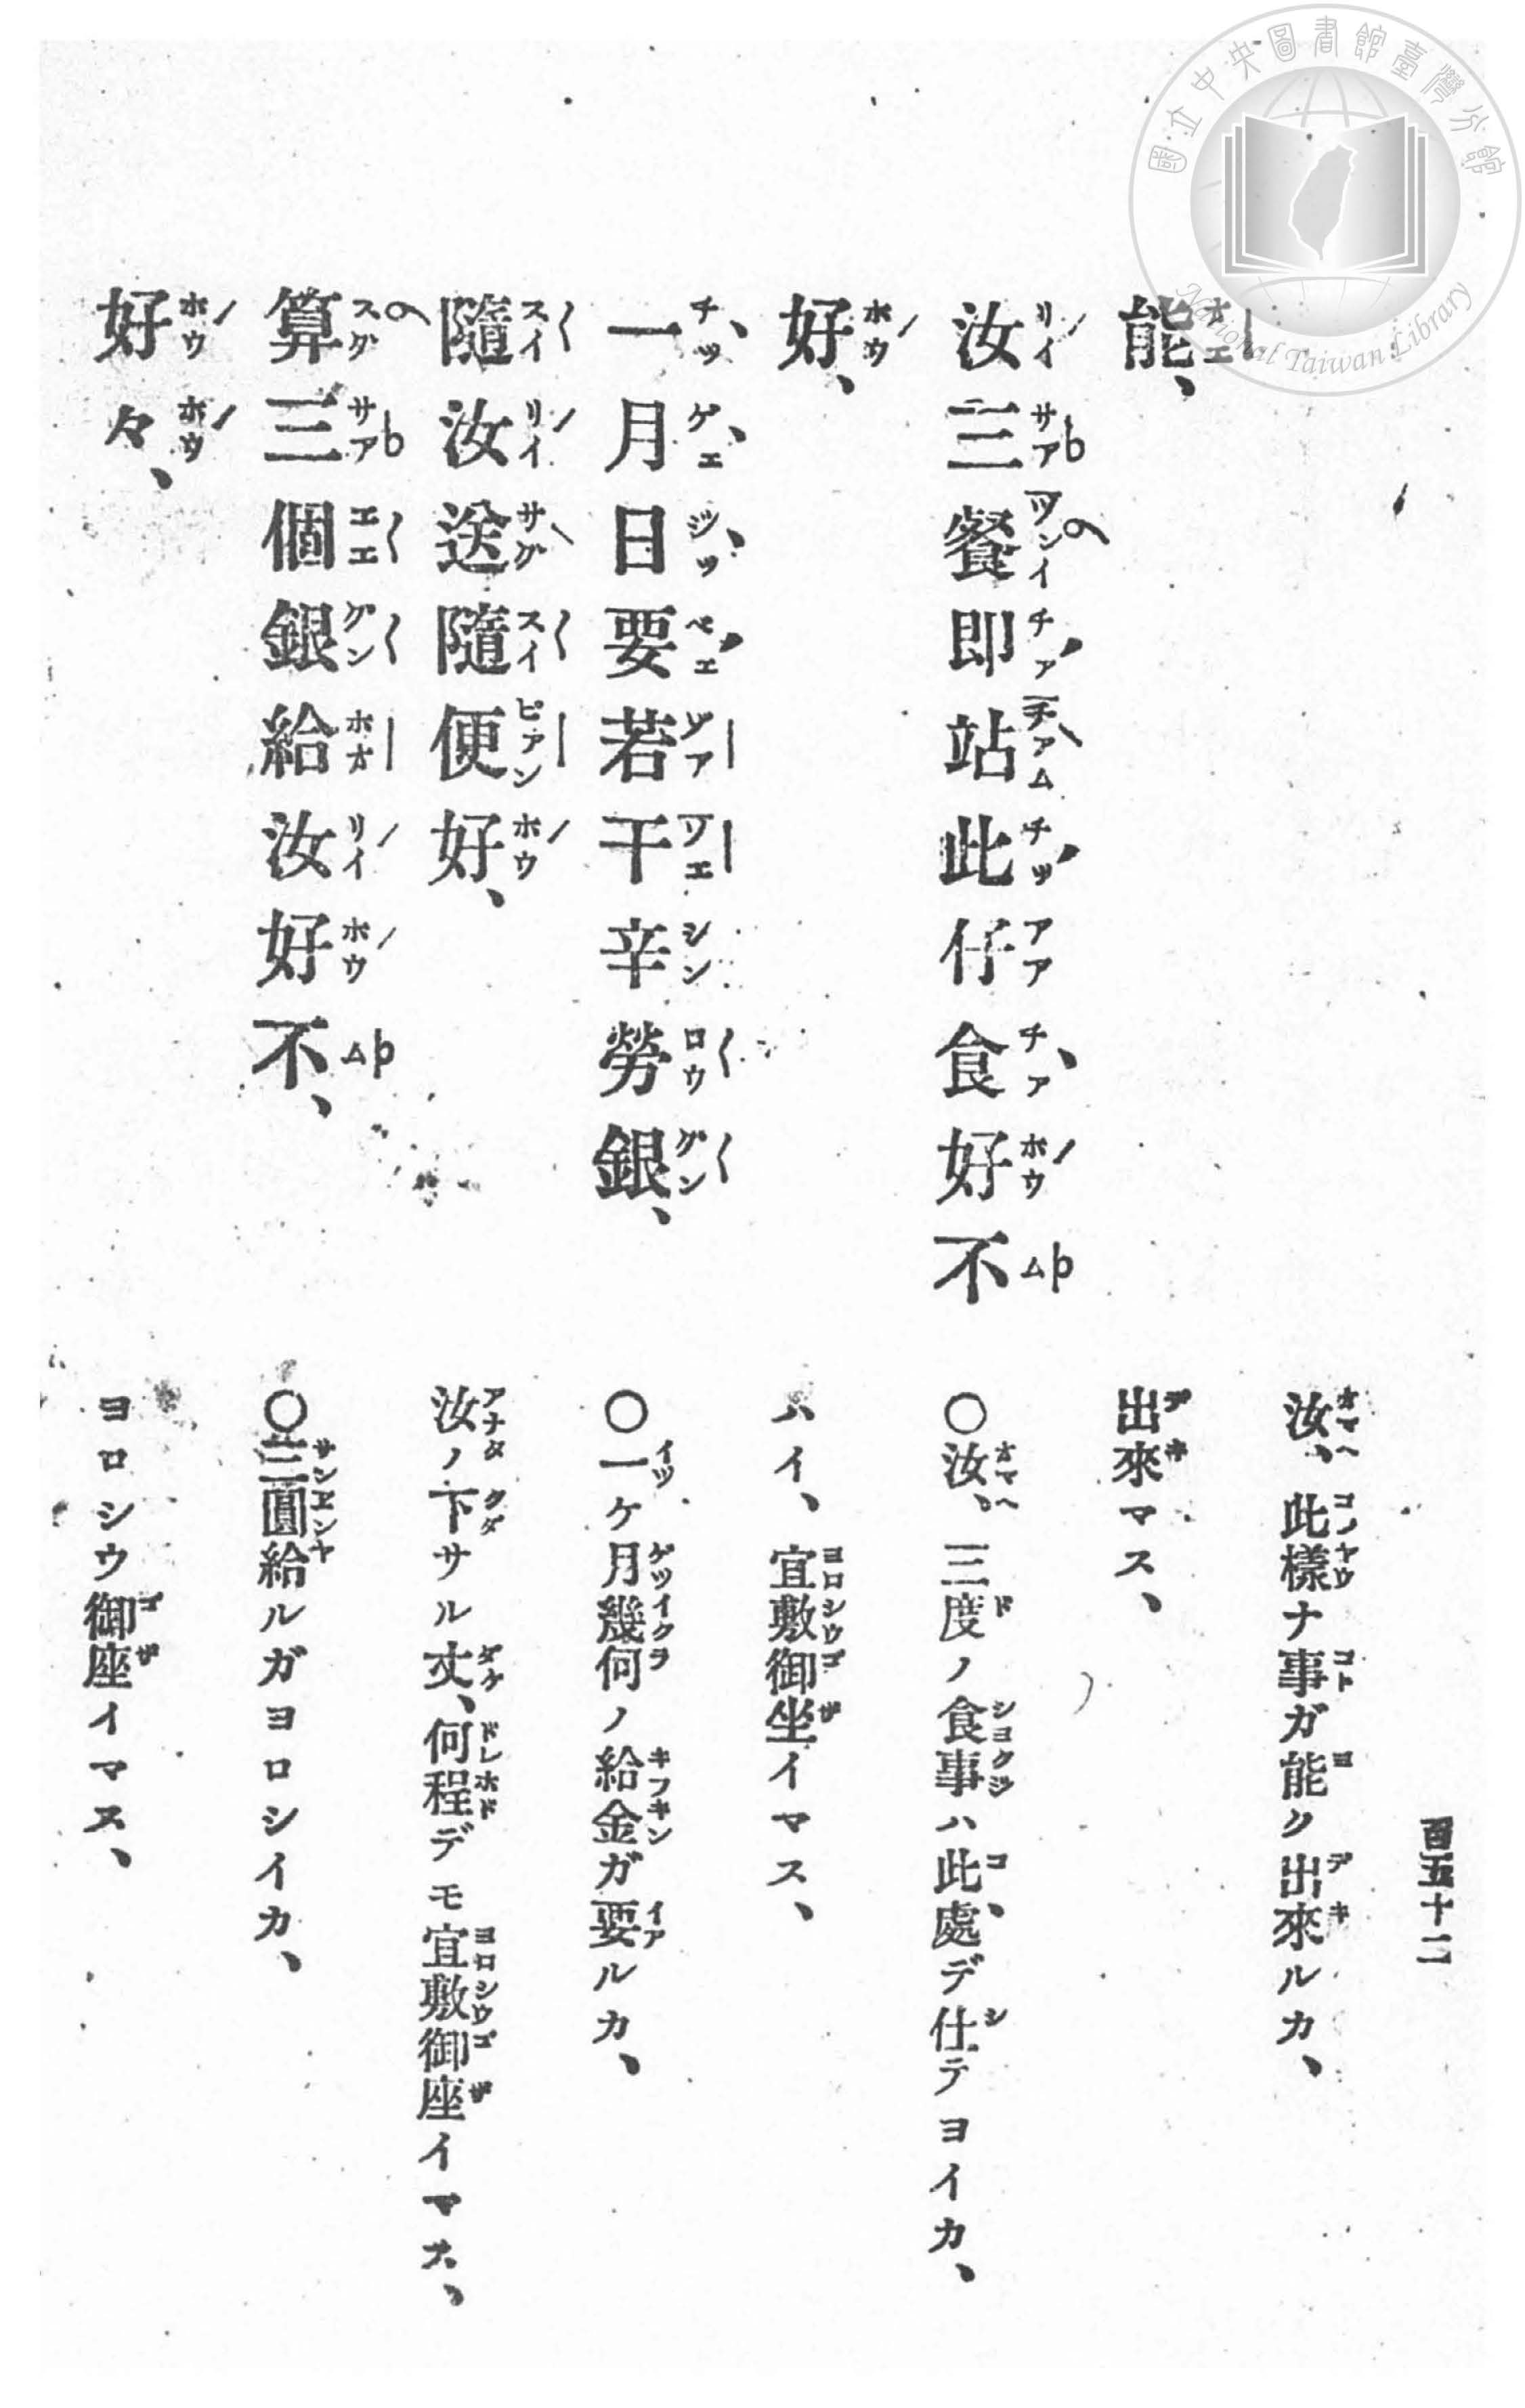 國立中央圖書館臺灣分館
National Taiwan Library
百五十二
汝、此樣ナ事ガ能ク出來ルカ、
能、
出來マス、
汝三餐即站此仔食好不
〇汝、三度ノ食事ハ此處デ仕テヨイカ、
好、
ハイ、宜敷御坐イマス、
一月日要若干辛勞銀、
〇一ケ月幾何ノ給金ガ要ルカ、
隨汝送隨便好、
汝ノ下サル丈、何程デモ宜敷御座イマス、
算三個銀給汝好不、
〇三圓給ルガヨロシイカ、
好々、
ヨロシウ御座イマス、